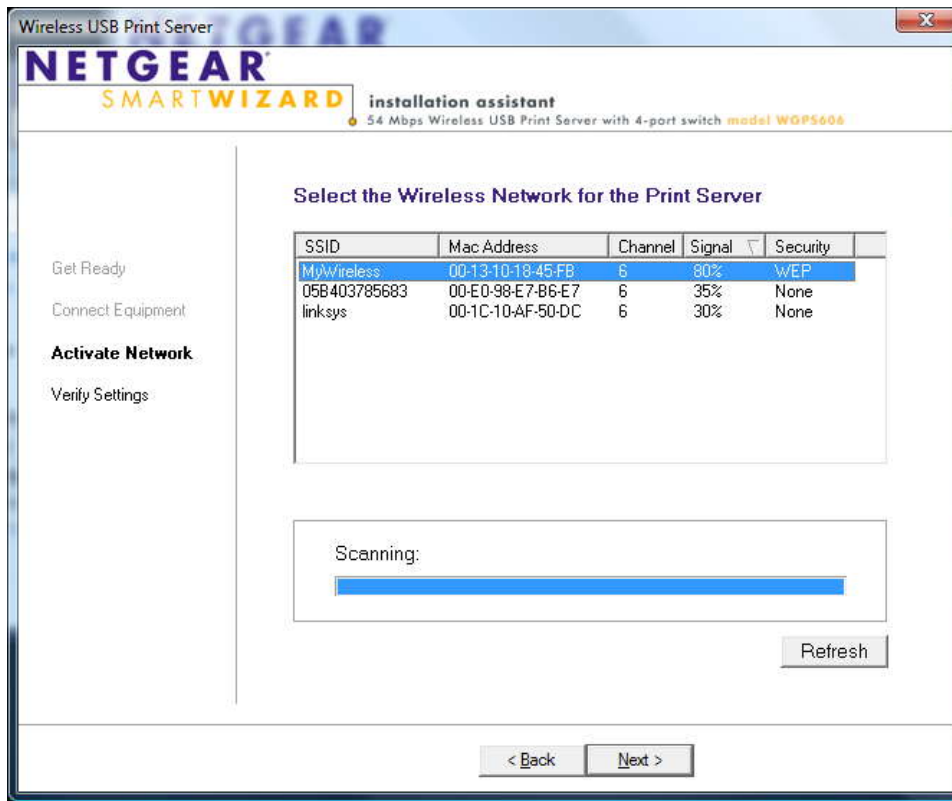 Wireless USB Print Server
NETGEAR
NETGEAR
SMARTWIZARD
installation assistant
54 Mbps Wireless USB Print Server with 4-port switch model WGPS606
Get Ready
Connect Equipment
Activate Network
Verify Settings
Select the Wireless Network for the Print Server
SSID Mac Address Channel Signal Security
MyWireless 00-13-10-18-45-FB 6 80% WEP
05B403785683 00-E0-98-E7-B6-E7 6 35% None
linksys 00-1C-10-AF-50-DC 6 30% None
Scanning:
Refresh
< Back Next >